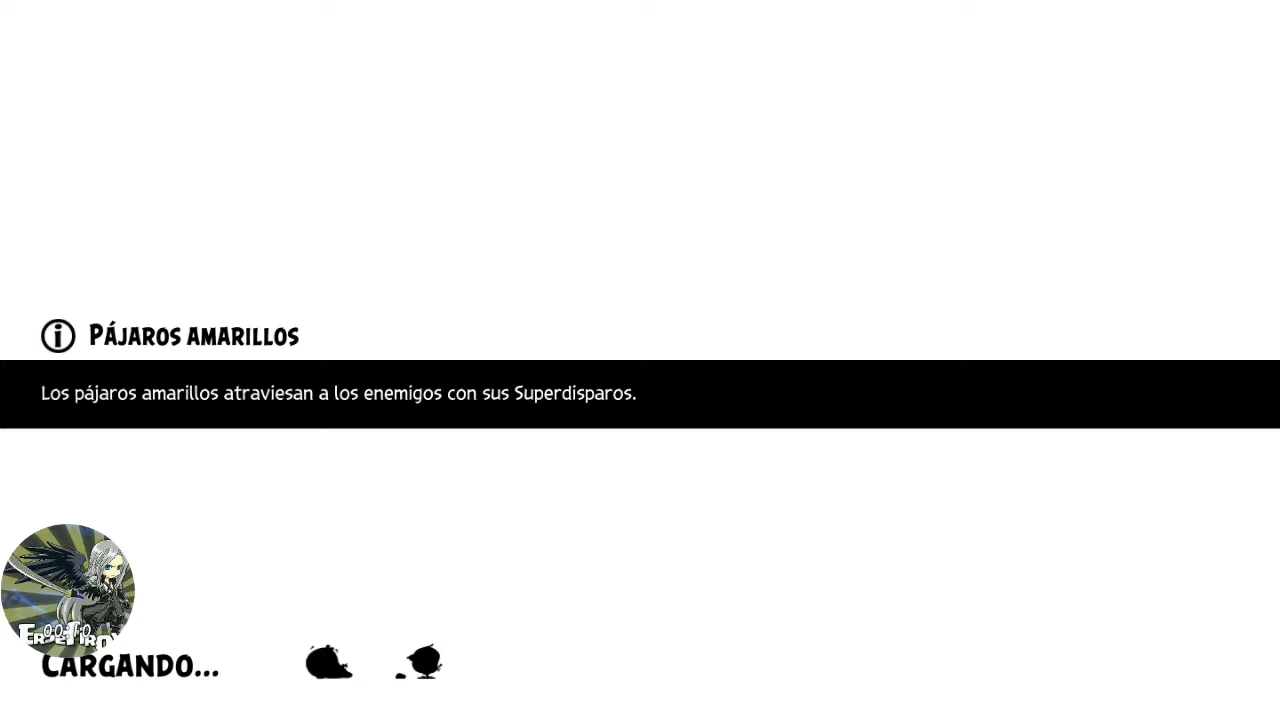 Pájaros amarillos
Los pájaros amarillos atraviesan a los enemigos con sus Superdisparos.
Cargando...